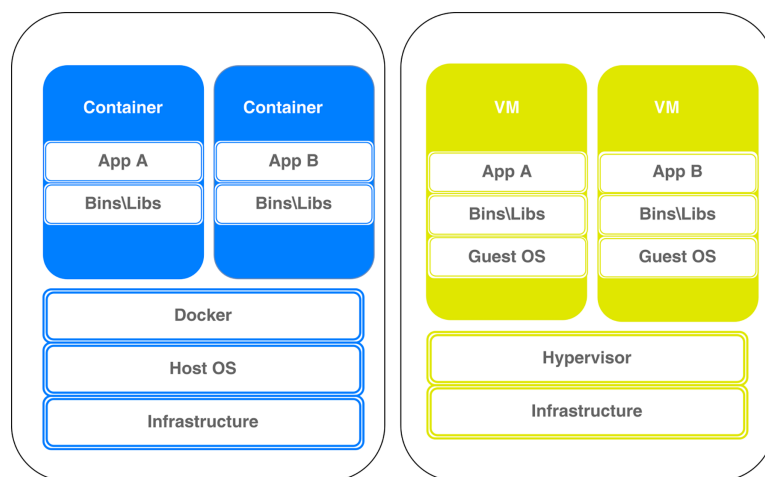 Container
Container
App A
App B
Bins\Libs
Bins\Libs
Docker
Host OS
Infrastructure
VM
VM
App A
App B
Bins\Libs
Bins\Libs
Guest OS
Guest OS
Hypervisor
Infrastructure